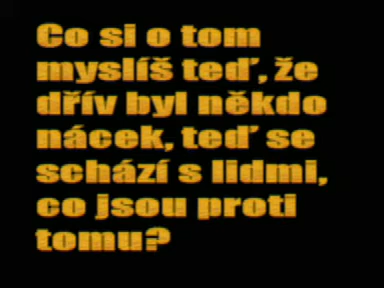 Co si o tom
myslíš teď, že
dřív byl někdo
nácek, teď se
schází s lidmi,
co jsou proti
tomu?